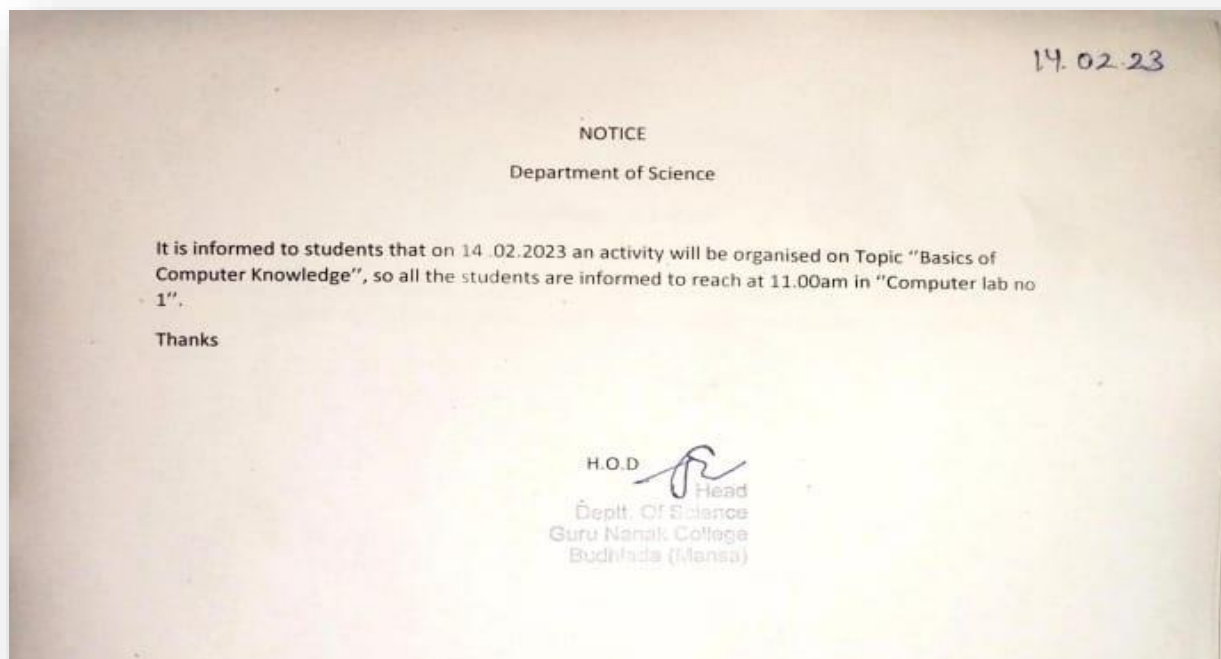 14.02.23
NOTICE
Department of Science
It is informed to students that on 14 .02.2023 an activity will be organised on Topic "Basics of
Computer Knowledge", so all the students are informed to reach at 11.00am in "Computer lab no
1".
Thanks
H.O.D
Head
Deptt. Of Science
Guru Nanak College
Budhlada (Mansa)